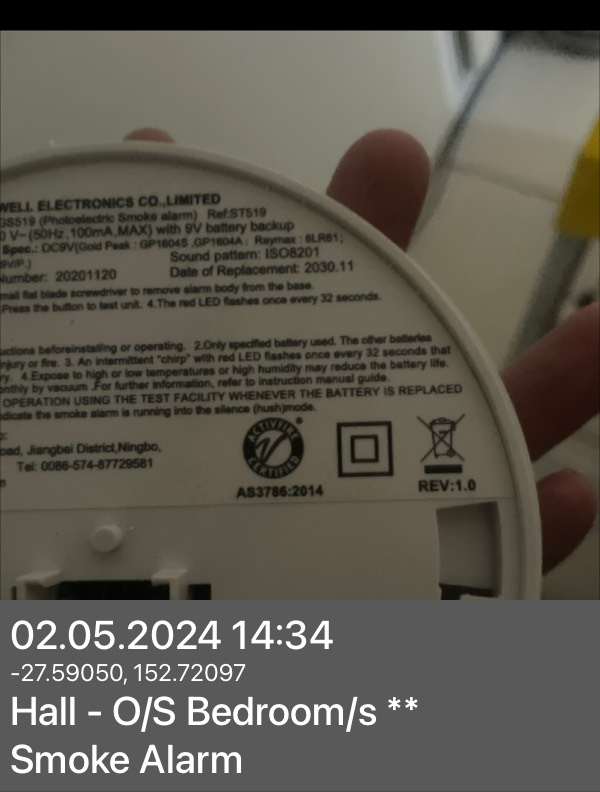 WELL ELECTRONICS CO.,LIMITED
GS519 (Photoelectric Smoke alarm) Ref:ST519
0 V~(50Hz,100mA,MAX) with 9V battery backup
Spec.: DC9V(Gold Peak : GP1604S ,GP1604A ; Raymax : 6LR61;
9V/P.)
Sound pattern: ISO8201
Number: 20201120
Date of Replacement: 2030.11
small flat blade screwdriver to remove alarm body from the base.
Press the button to test unit. 4.The red LED flashes once every 32 seconds.
uctions beforeinstalling or operating. 2.Only specified battery used. The other batteries
injury or fire. 3. An intermittent "chirp" with red LED flashes once every 32 seconds that
ry. 4.Expose to high or low temperatures or high humidity may reduce the battery life.
nthly by vacuum .For further information, refer to instruction manual guide.
OPERATION USING THE TEST FACILITY WHENEVER THE BATTERY IS REPLACED
ndicate the smoke alarm is running into the silence (hush)mode.
oad, Jiangbei District,Ningbo,
Tel: 0086-574-87729581
ACTIVFIRE
®
CERTIFIED
AS3786:2014
REV:1.0
02.05.2024 14:34
-27.59050, 152.72097
Hall - O/S Bedroom/s **
Smoke Alarm